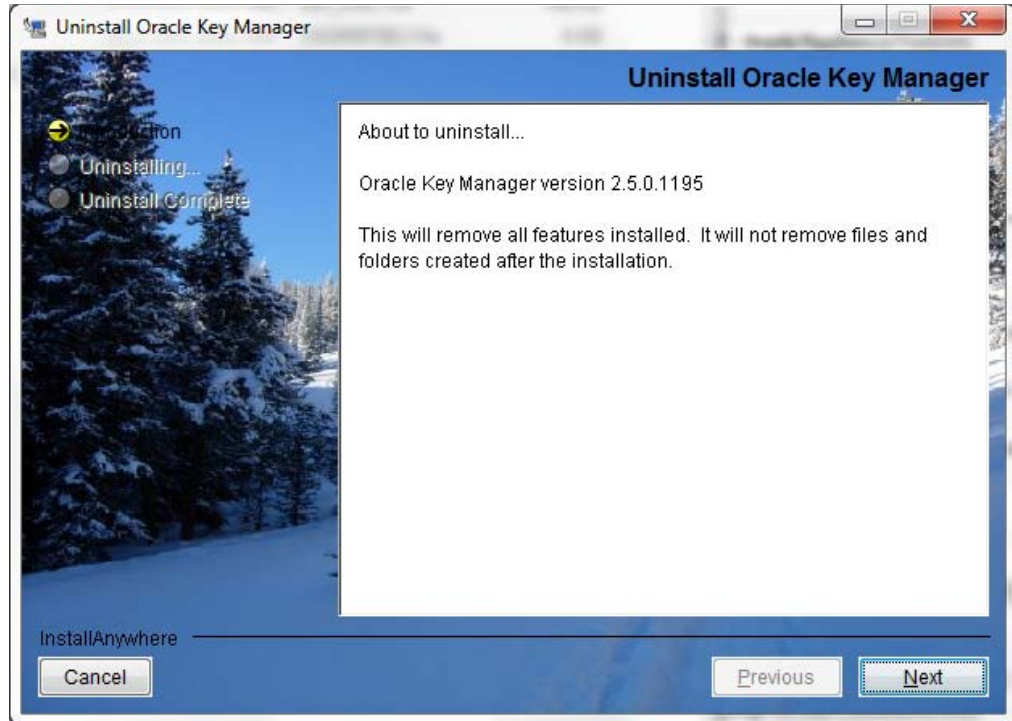 Uninstall Oracle Key Manager
Uninstall Oracle Key Manager
Introduction
Uninstalling...
Uninstall Complete
About to uninstall...
Oracle Key Manager version 2.5.0.1195
This will remove all features installed.  It will not remove files and
folders created after the installation.
InstallAnywhere
Cancel
Previous
Next